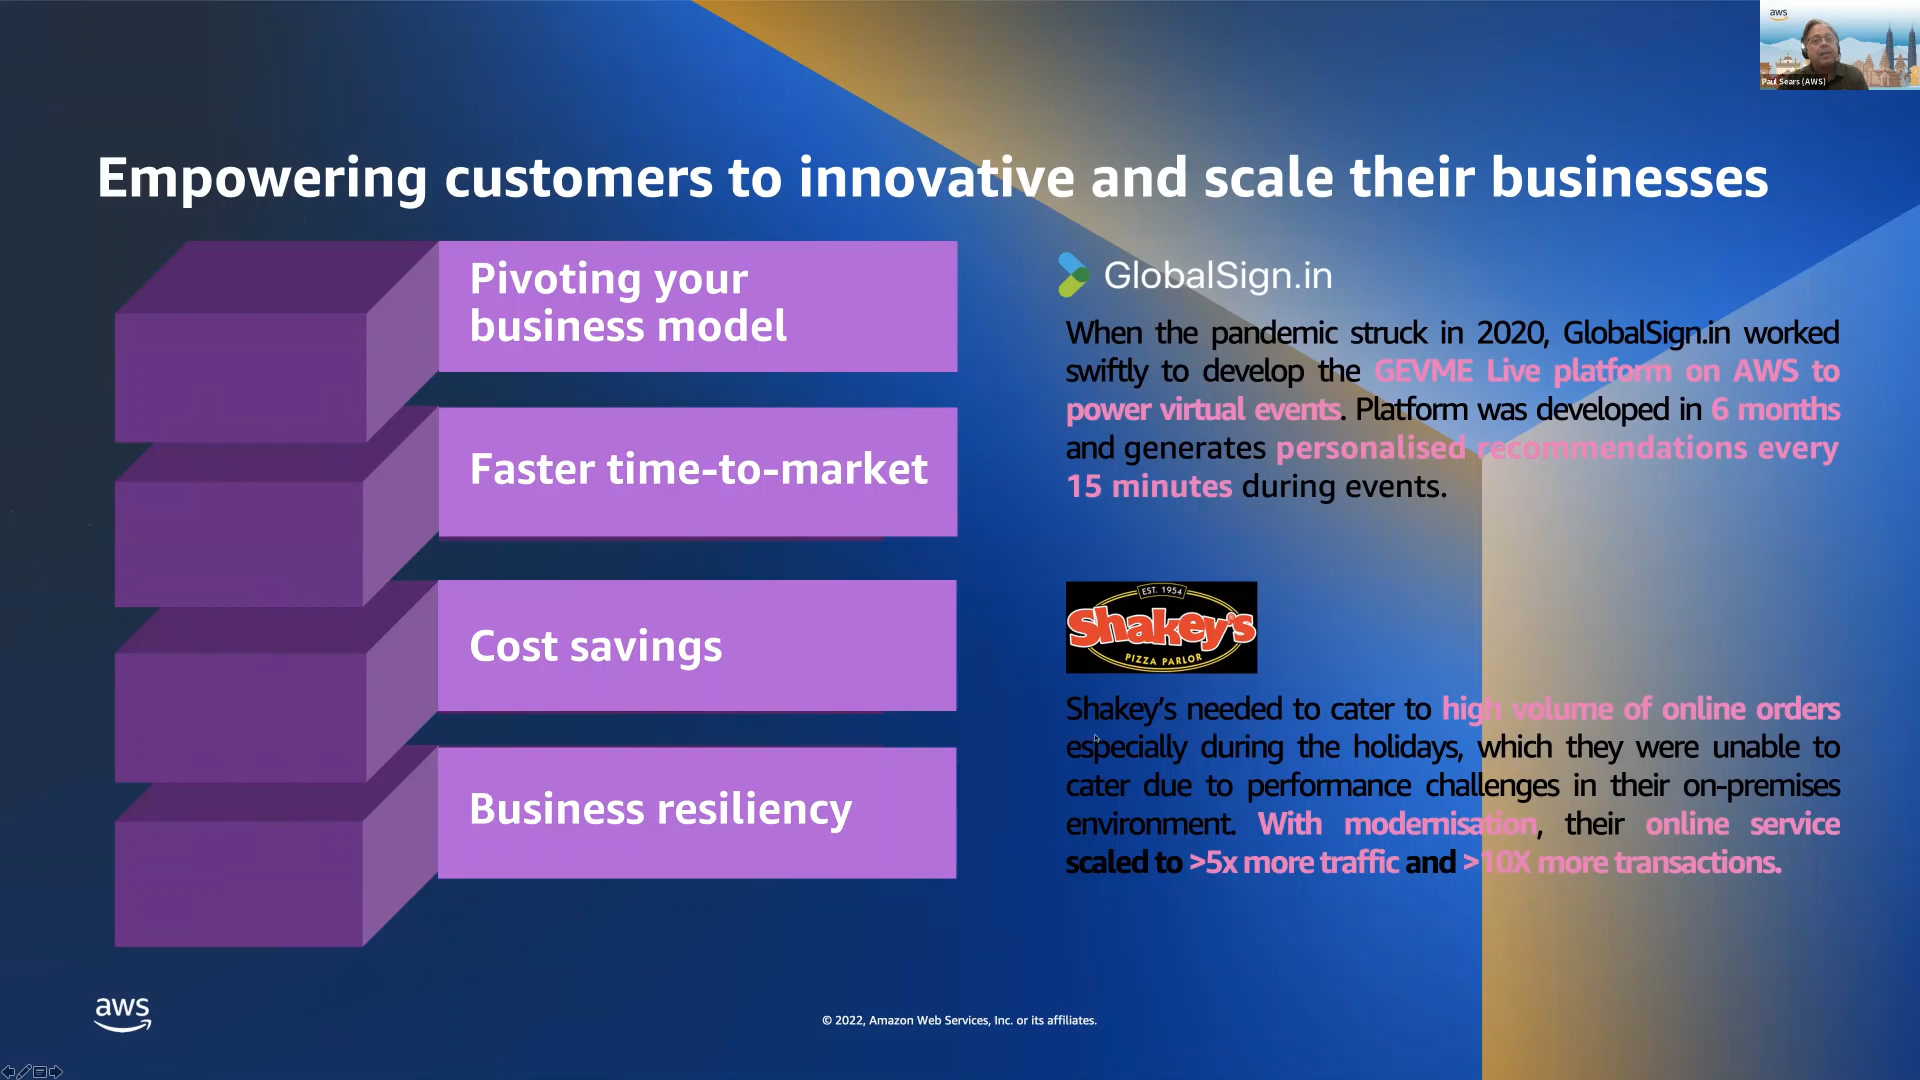 aws
Paul Sears (AWS)
Empowering customers to innovative and scale their businesses
Pivoting your
business model
Faster time-to-market
Cost savings
Business resiliency
GlobalSign.in
When the pandemic struck in 2020, GlobalSign.in worked
swiftly to develop the GEVME Live platform on AWS to
power virtual events. Platform was developed in 6 months
and generates personalised recommendations every
15 minutes during events.
EST. 1954
Shakey's
PIZZA PARLOR
Shakey's needed to cater to high volume of online orders
especially during the holidays, which they were unable to
cater due to performance challenges in their on-premises
environment. With modernisation, their online service
scaled to >5x more traffic and >10X more transactions.
aws
© 2022, Amazon Web Services, Inc. or its affiliates.